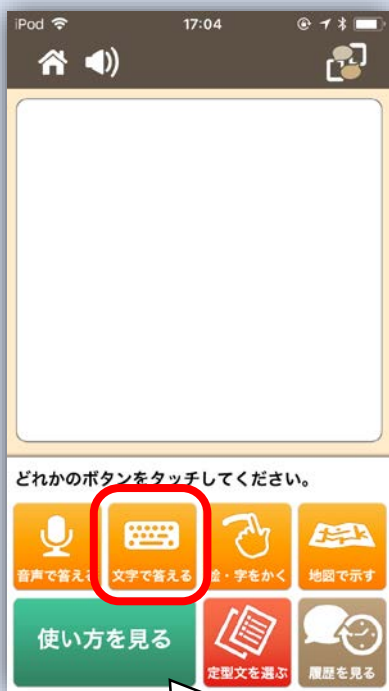 iPod 17:04
どれかのボタンをタッチしてください。
音声で答える 文字で答える 絵・字をかく 地図で示す
使い方を見る 定型文を選ぶ 履歴を見る